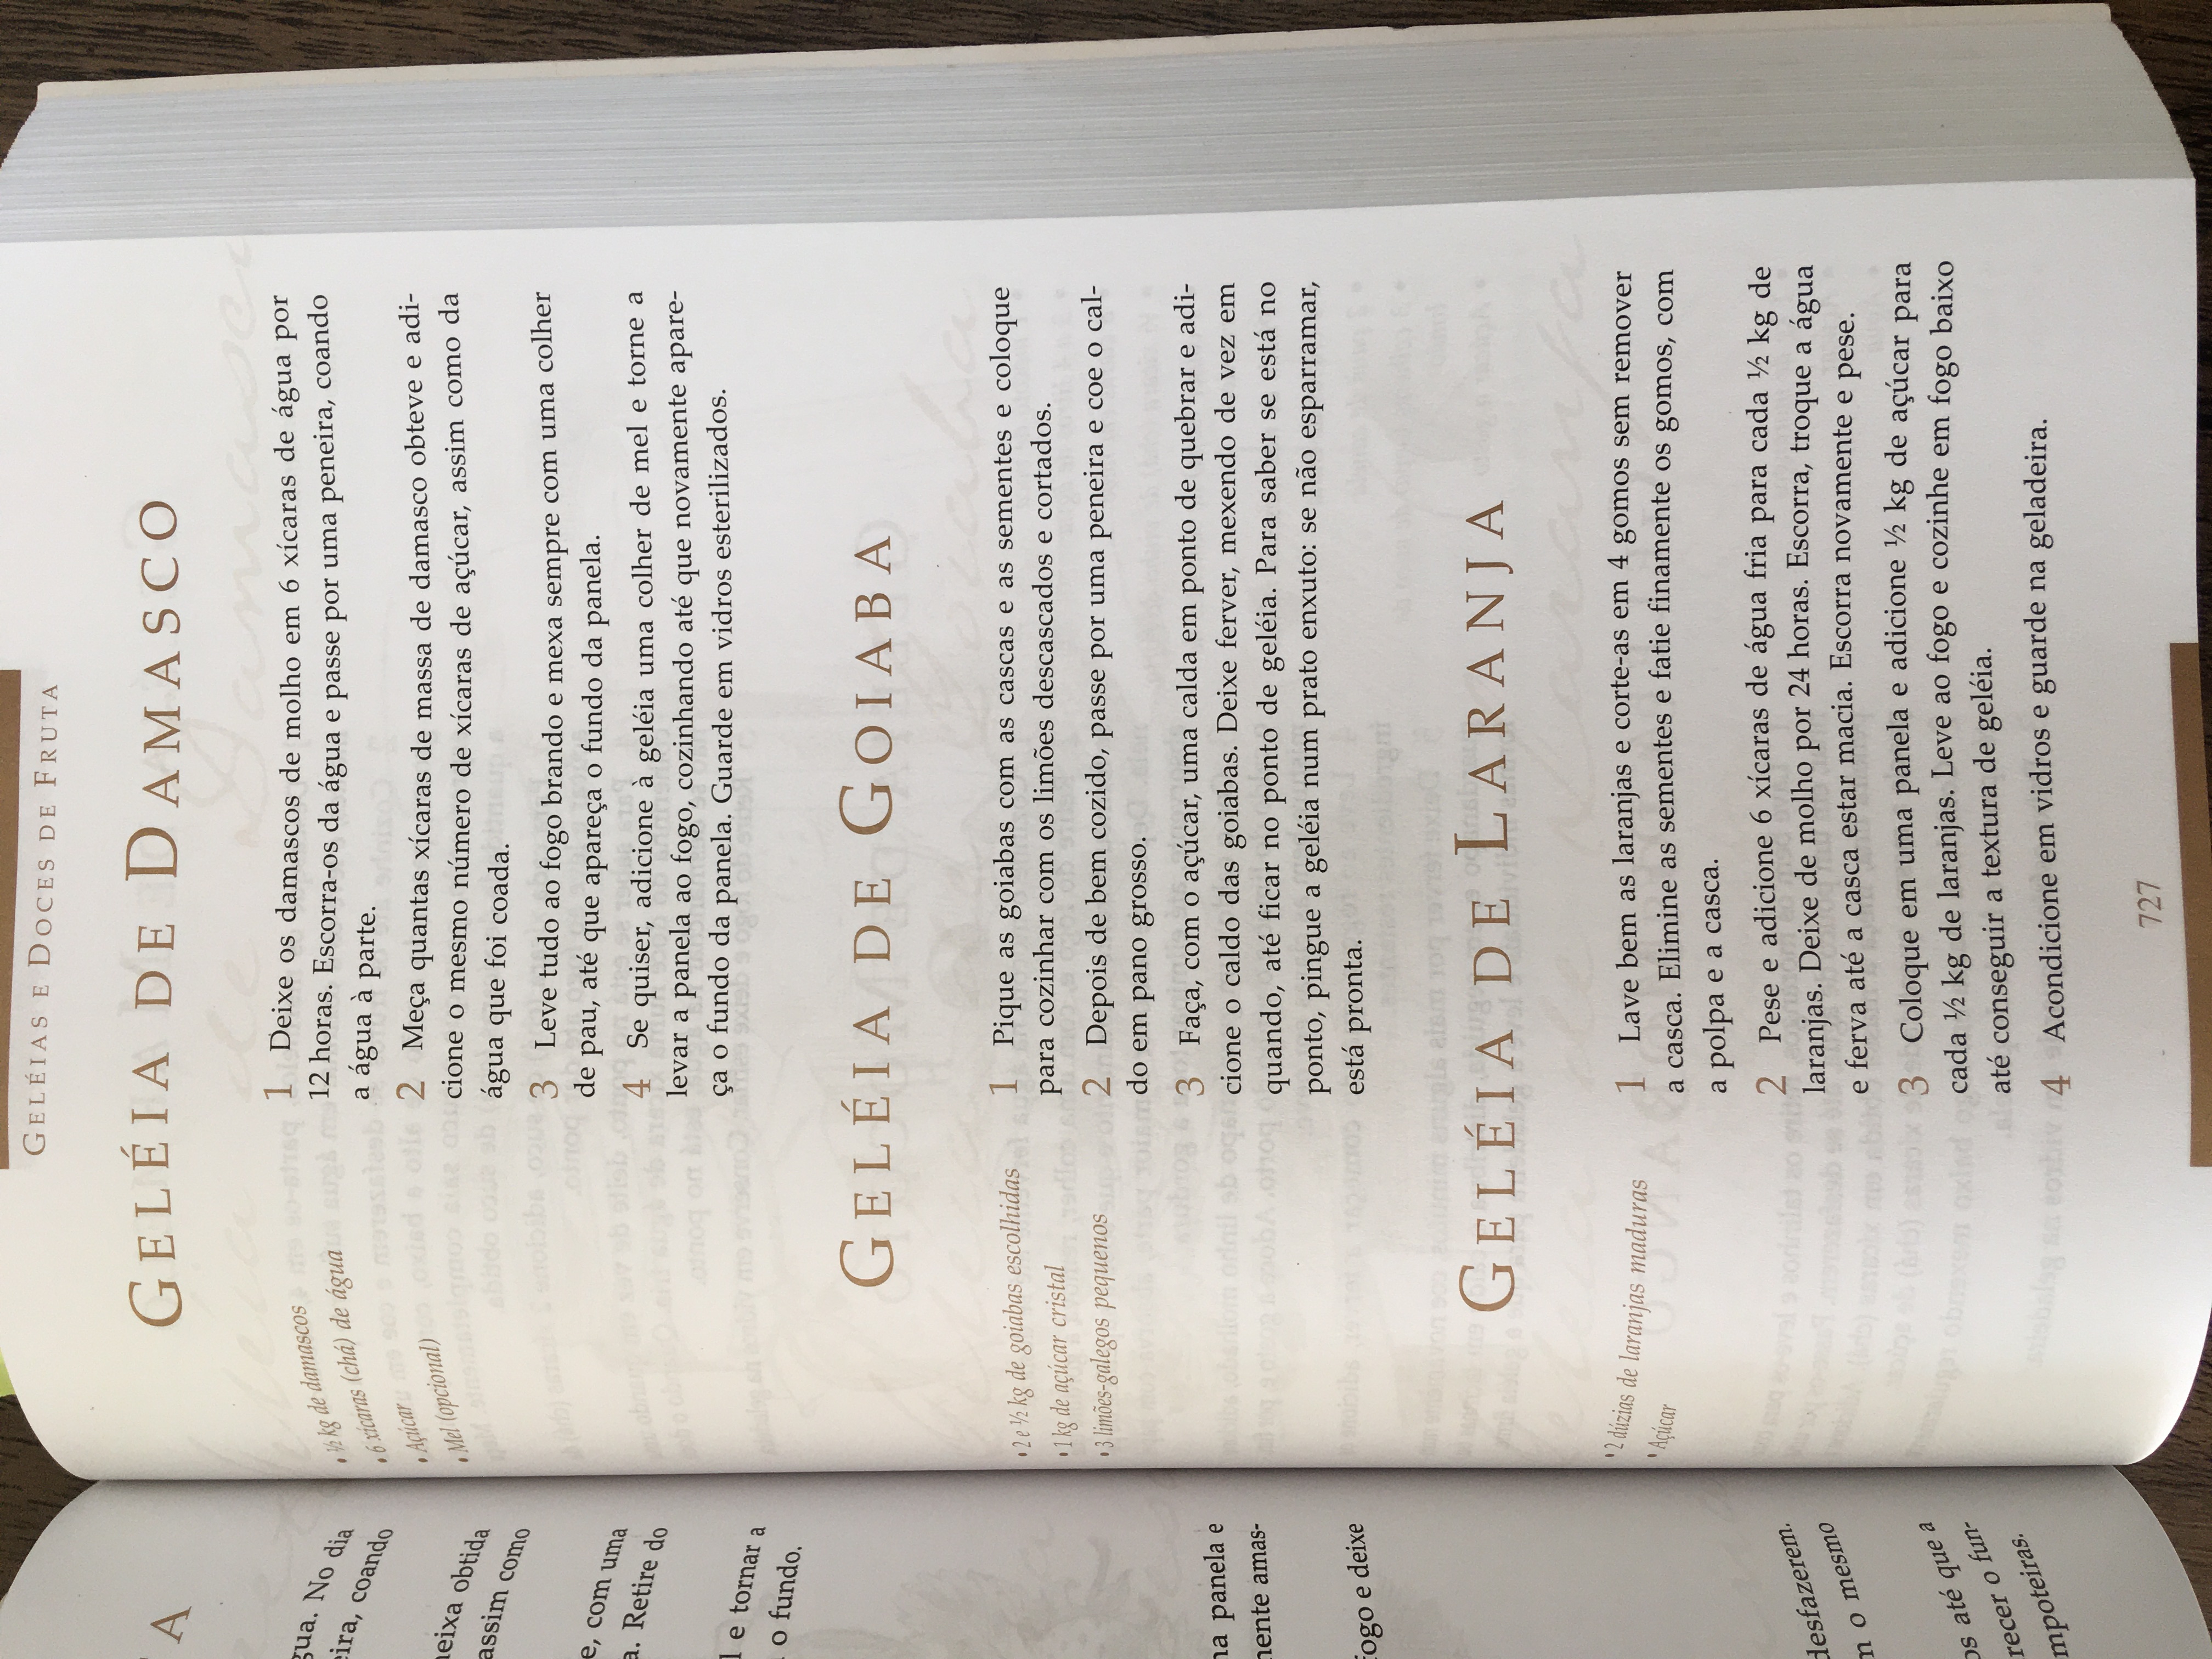 A
gua. No dia
eira, coando
neixa obtida
assim como
e, com uma
a. Retire do
l e tornar a
o fundo.
na panela e
nente amas-
fogo e deixe
desfazerem.
m o mesmo
os até que a
recer o fun-
mpoteiras.
GELÉIAS E DOCES DE FRUTA
GELÉIA DE DAMASCO
• ½ kg de damascos
• 6 xícaras (chá) de água
• Açúcar
• Mel (opcional)
1 Deixe os damascos de molho em 6 xícaras de água por
12 horas. Escorra-os da água e passe por uma peneira, coando
a água à parte.
2 Meça quantas xícaras de massa de damasco obteve e adi-
cione o mesmo número de xícaras de açúcar, assim como da
água que foi coada.
3 Leve tudo ao fogo brando e mexa sempre com uma colher
de pau, até que apareça o fundo da panela.
4 Se quiser, adicione à geléia uma colher de mel e torne a
levar a panela ao fogo, cozinhando até que novamente apare-
ça o fundo da panela. Guarde em vidros esterilizados.
GELÉIA DE GOIABA
• 2 e ½ kg de goiabas escolhidas
• 1 kg de açúcar cristal
• 3 limões-galegos pequenos
1 Pique as goiabas com as cascas e as sementes e coloque
para cozinhar com os limões descascados e cortados.
2 Depois de bem cozido, passe por uma peneira e coe o cal-
do em pano grosso.
3 Faça, com o açúcar, uma calda em ponto de quebrar e adi-
cione o caldo das goiabas. Deixe ferver, mexendo de vez em
quando, até ficar no ponto de geléia. Para saber se está no
ponto, pingue a geléia num prato enxuto: se não esparramar,
está pronta.
GELÉIA DE LARANJA
• 2 dúzias de laranjas maduras
• Açúcar
1 Lave bem as laranjas e corte-as em 4 gomos sem remover
a casca. Elimine as sementes e fatie finamente os gomos, com
a polpa e a casca.
2 Pese e adicione 6 xícaras de água fria para cada ½ kg de
laranjas. Deixe de molho por 24 horas. Escorra, troque a água
e ferva até a casca estar macia. Escorra novamente e pese.
3 Coloque em uma panela e adicione ½ kg de açúcar para
cada ½ kg de laranjas. Leve ao fogo e cozinhe em fogo baixo
até conseguir a textura de geléia.
4 Acondicione em vidros e guarde na geladeira.
727